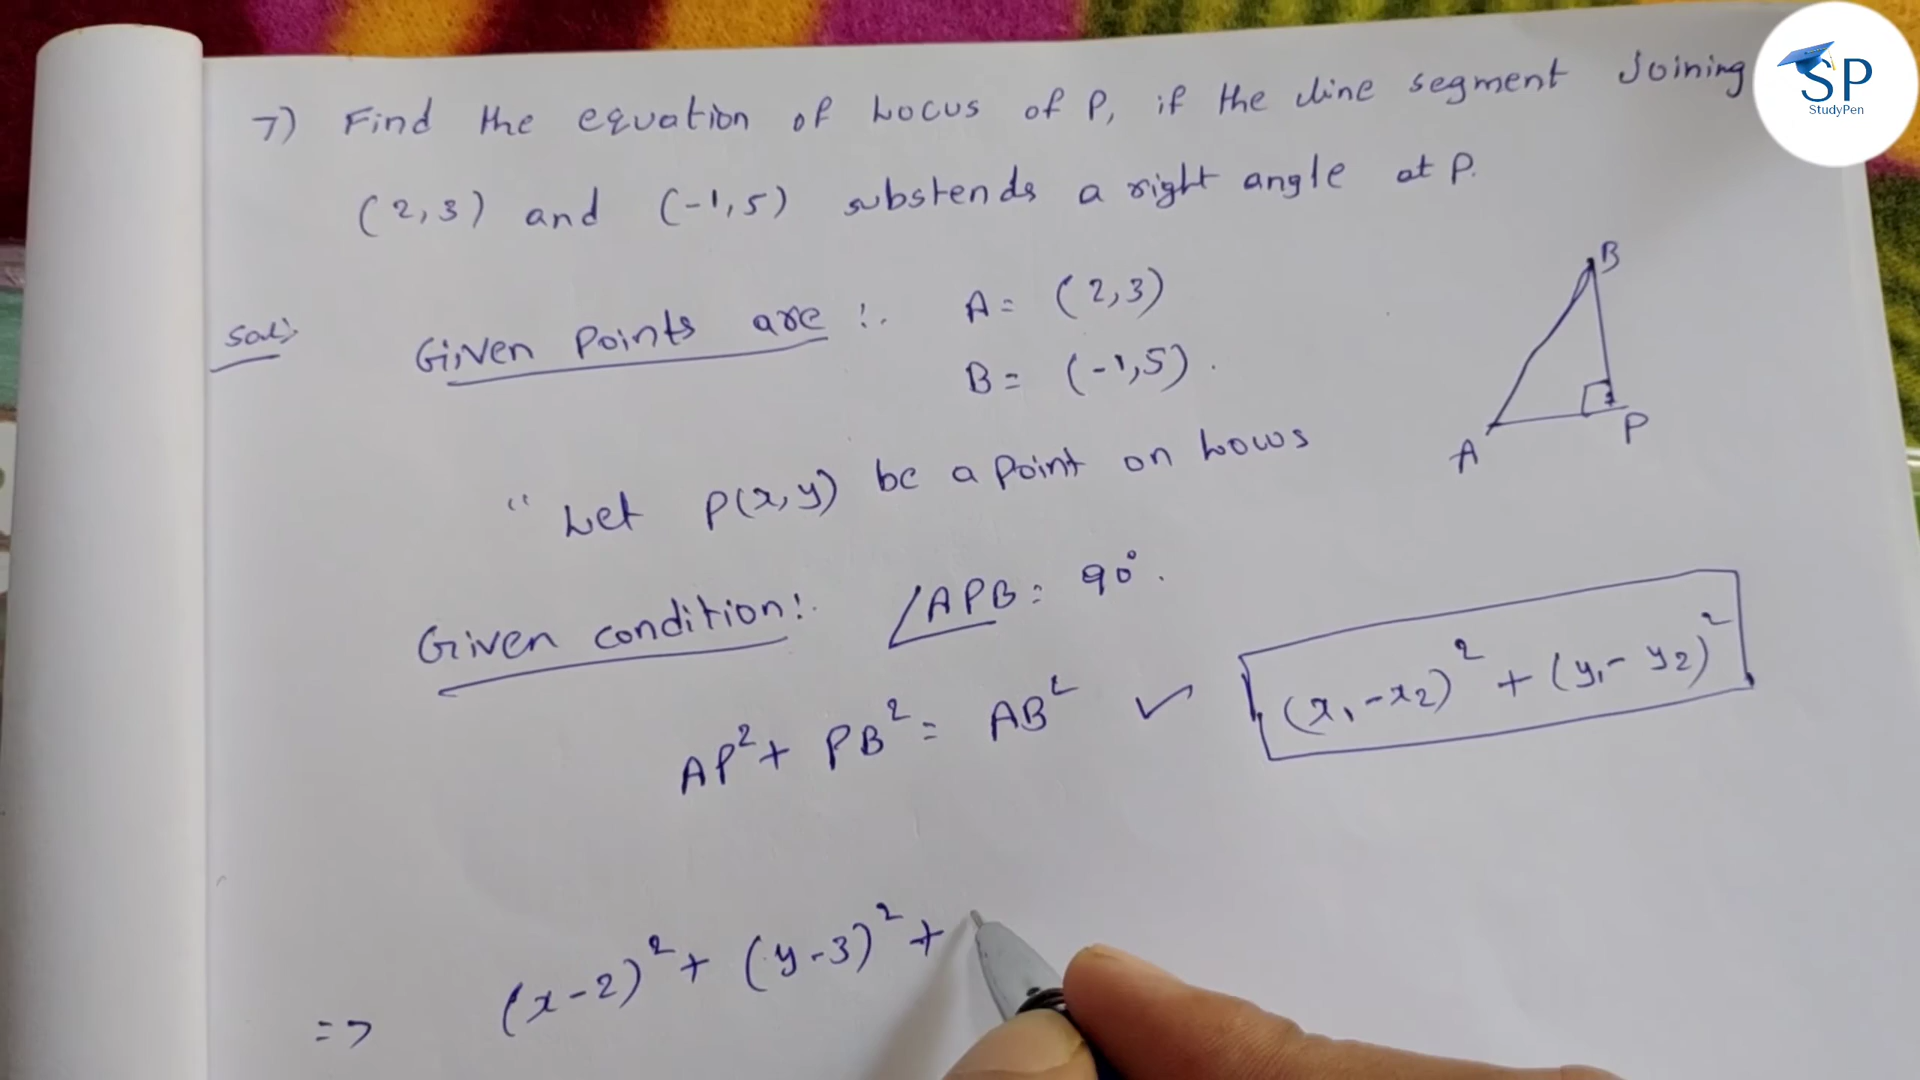 7) Find the equation of Locus of P, if the line segment Joining
(2,3) and (-1,5) substends a right angle at P.
Sol:
Given Points are :. A= (2,3)
B= (-1,5).
B
A
P
" Let P(x,y) be a point on Locus
Given condition:. ∠APB= 90°.
AP²+ PB²= AB² ✓
(x₁-x₂)²+(y₁-y₂)²
=> (x-2)²+ (y-3)²+
SP
StudyPen